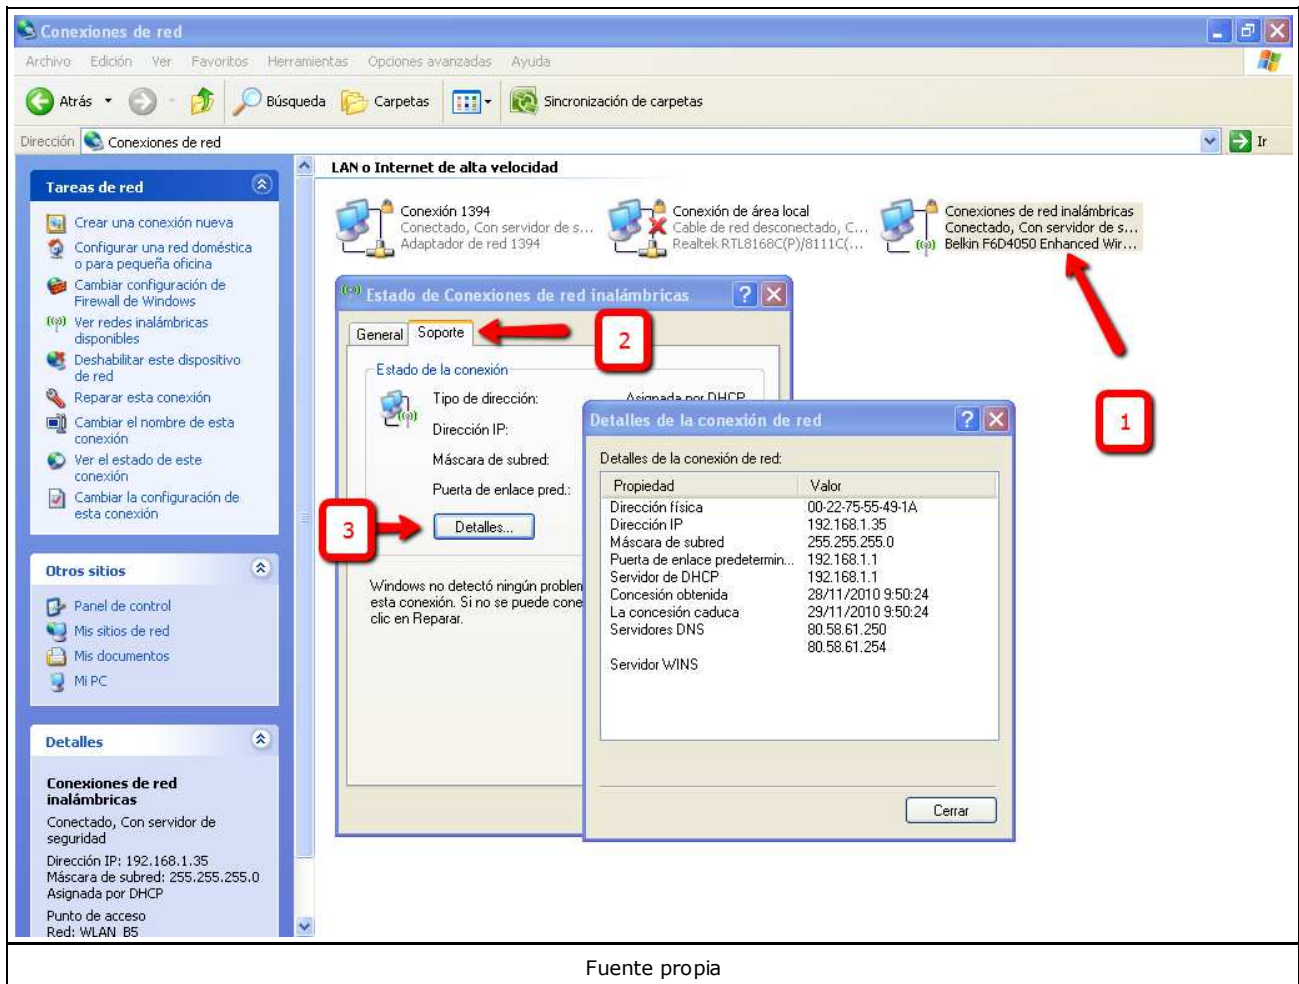 Conexiones de red
Archivo Edición Ver Favoritos Herramientas Opciones avanzadas Ayuda
Atrás Búsqueda Carpetas Sincronización de carpetas
Dirección Conexiones de red Ir
LAN o Internet de alta velocidad
Conexión 1394
Conectado, Con servidor de s...
Adaptador de red 1394
Conexión de área local
Cable de red desconectado, C...
Realtek RTL8168C(P)/8111C(...
Conexiones de red inalámbricas
Conectado, Con servidor de s...
Belkin F6D4050 Enhanced Wir...
1
Tareas de red
Crear una conexión nueva
Configurar una red doméstica
o para pequeña oficina
Cambiar configuración de
Firewall de Windows
Ver redes inalámbricas
disponibles
Deshabilitar este dispositivo
de red
Reparar esta conexión
Cambiar el nombre de esta
conexión
Ver el estado de este
conexión
Cambiar la configuración de
esta conexión
Otros sitios
Panel de control
Mis sitios de red
Mis documentos
Mi PC
Detalles
Conexiones de red
inalámbricas
Conectado, Con servidor de
seguridad
Dirección IP: 192.168.1.35
Máscara de subred: 255.255.255.0
Asignada por DHCP
Punto de acceso
Red: WLAN_B5
Estado de Conexiones de red inalámbricas
General Soporte
2
Estado de la conexión
Tipo de dirección: Asignada por DHCP
Dirección IP:
Máscara de subred:
Puerta de enlace pred.:
3
Detalles...
Windows no detectó ningún problen
esta conexión. Si no se puede cone
clic en Reparar.
Detalles de la conexión de red
Detalles de la conexión de red:
Propiedad Valor
Dirección física 00-22-75-55-49-1A
Dirección IP 192.168.1.35
Máscara de subred 255.255.255.0
Puerta de enlace predetermin... 192.168.1.1
Servidor de DHCP 192.168.1.1
Concesión obtenida 28/11/2010 9:50:24
La concesión caduca 29/11/2010 9:50:24
Servidores DNS 80.58.61.250
80.58.61.254
Servidor WINS
Cerrar
Fuente propia